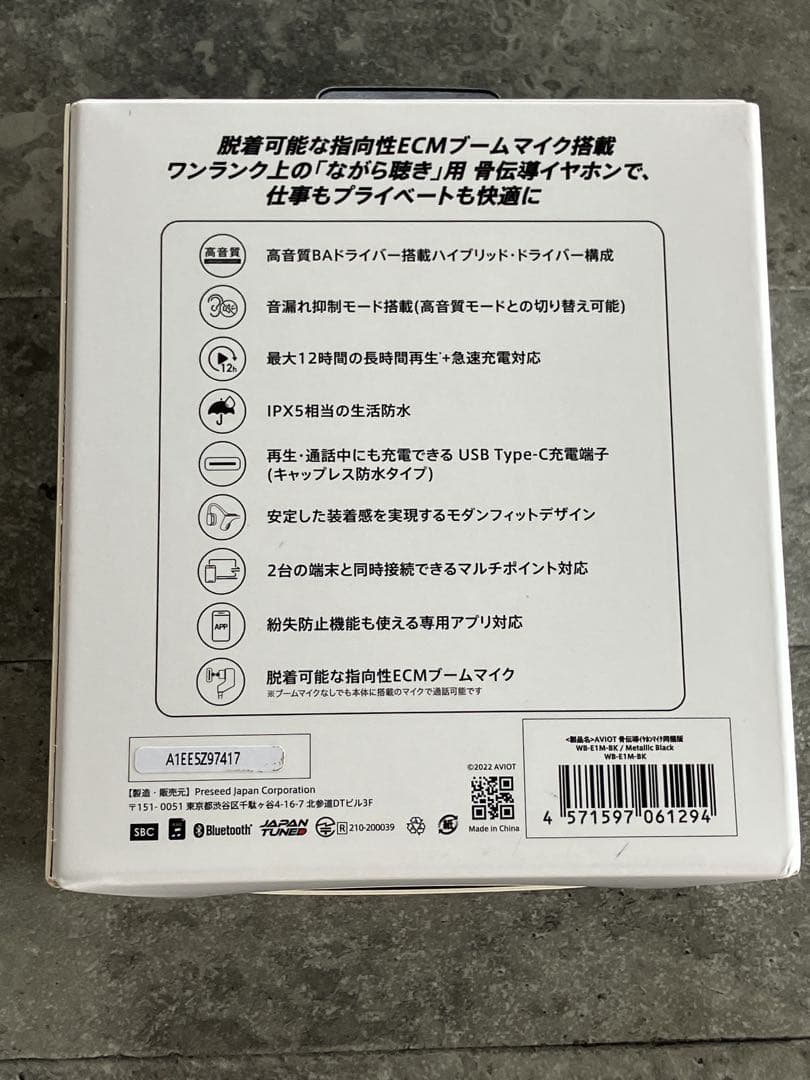 脱着可能な指向性ECMブームマイク搭載
ワンランク上の「ながら聴き」用 骨伝導イヤホンで、
仕事もプライベートも快適に
高音質
高音質BAドライバー搭載ハイブリッド・ドライバー構成
音漏れ抑制モード搭載(高音質モードとの切り替え可能)
12h
最大12時間の長時間再生*+急速充電対応
IPX5相当の生活防水
再生・通話中にも充電できる USB Type-C充電端子
(キャップレス防水タイプ)
安定した装着感を実現するモダンフィットデザイン
2台の端末と同時接続できるマルチポイント対応
APP
紛失防止機能も使える専用アプリ対応
脱着可能な指向性ECMブームマイク
※ブームマイクなしでも本体に搭載のマイクで通話可能です
A1EE5Z97417
【製造・販売元】Preseed Japan Corporation
〒151-0051 東京都渋谷区千駄ヶ谷4-16-7 北参道DTビル3F
SBC
Bluetooth®
JAPAN TUNED
R 210-200039
紙
©2022 AVIOT
Made in China
<製品名>AVIOT 骨伝導ｲﾔﾎﾝﾏｲｸ同梱版
WB-E1M-BK / Metallic Black
WB-E1M-BK
4 571597 061294